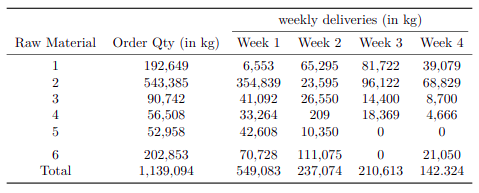 weekly deliveries (in kg)
Raw Material Order Qty (in kg) Week 1 Week 2 Week 3 Week 4
1 192,649 6,553 65,295 81,722 39,079
2 543,385 354,839 23,595 96,122 68,829
3 90,742 41,092 26,550 14,400 8,700
4 56,508 33,264 209 18,369 4,666
5 52,958 42,608 10,350 0 0
6 202,853 70,728 111,075 0 21,050
Total 1,139,094 549,083 237,074 210,613 142.324